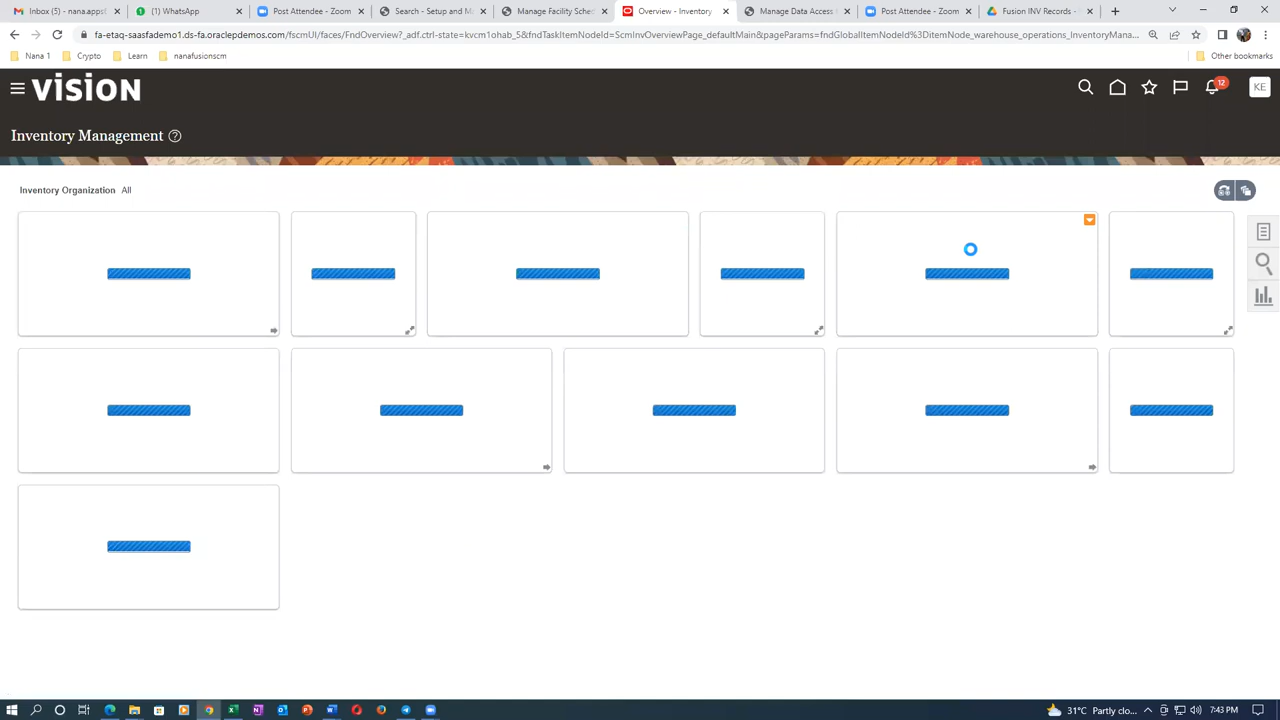 Inbox (5) - nana.apps
(1) WhatsApp
Post Attendee - Zoom
Search - Setup and M
Manage Facility Sche
Overview - Inventory
Manage Data Access
Post Attendee - Zoom
Fusion INV Records -
fa-etaq-saasfademo1.ds-fa.oraclepdemos.com/fscmUI/faces/FndOverview?_adf.ctrl-state=kvcm1ohab_5&fndTaskItemNodeId=ScmInvOverviewPage_defaultMain&pageParams=fndGlobalItemNodeId%3DitemNode_warehouse_operations_InventoryMana...
Nana 1
Crypto
Learn
nanafusionscm
Other bookmarks
VISION
12
KE
Inventory Management
Inventory Organization All
31°C Partly clo...
7:43 PM